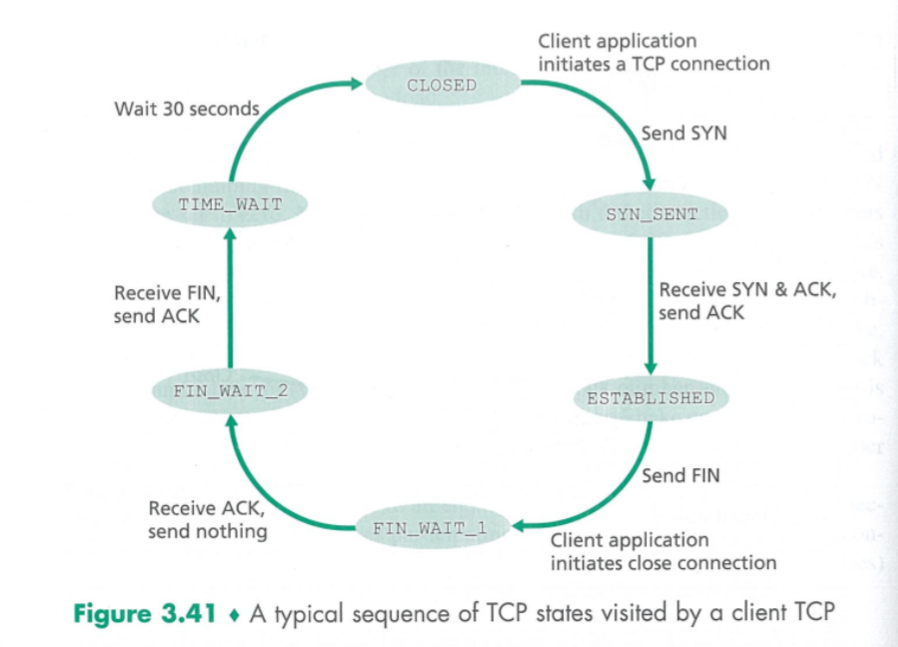 Client application
initiates a TCP connection
CLOSED
Wait 30 seconds
Send SYN
TIME_WAIT
SYN_SENT
Receive FIN,
send ACK
Receive SYN & ACK,
send ACK
FIN_WAIT_2
ESTABLISHED
Send FIN
Receive ACK,
send nothing
FIN_WAIT_1
Client application
initiates close connection
Figure 3.41 ♦ A typical sequence of TCP states visited by a client TCP